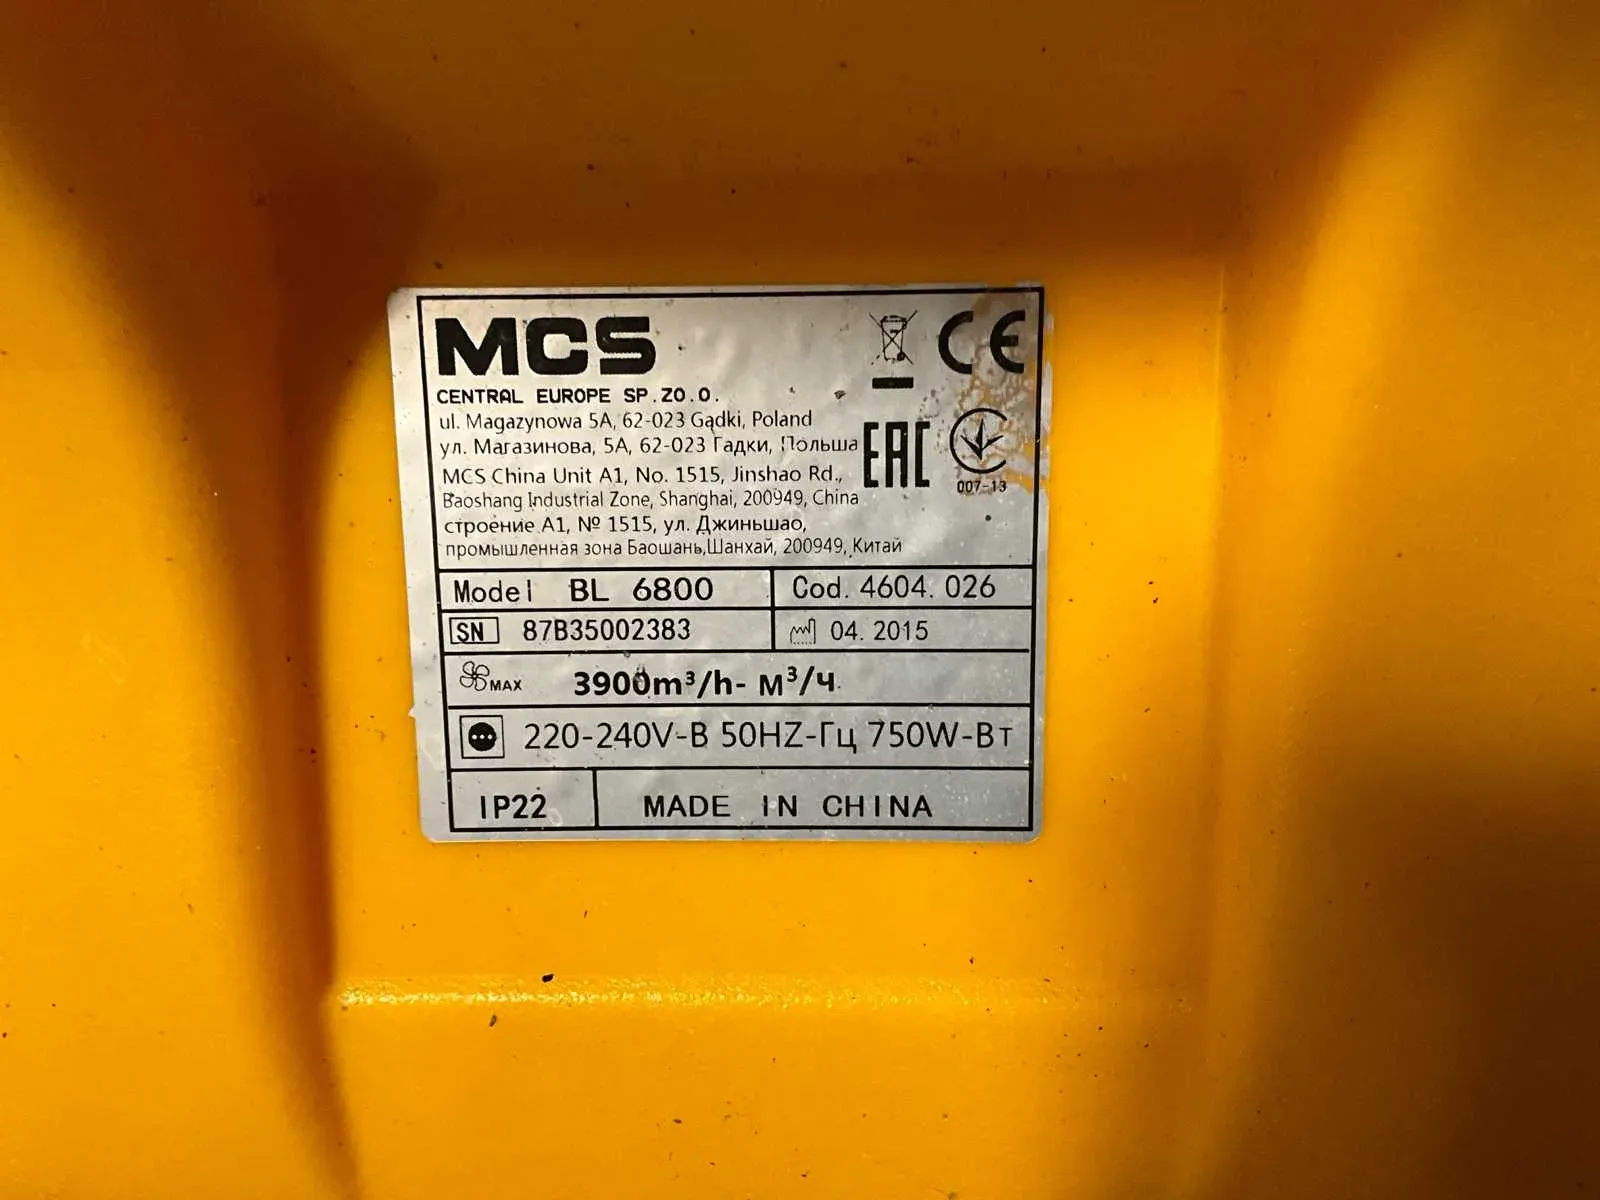 MCS
CE
CENTRAL EUROPE SP.ZO.O.
ul. Magazynowa 5A, 62-023 Gądki, Poland
ул. Магазинова, 5A, 62-023 Гадки, Польша
EAC
007-13
MCS China Unit A1, No. 1515, Jinshao Rd.,
Baoshang Industrial Zone, Shanghai, 200949, China
строение A1, № 1515, ул. Джиньшао,
промышленная зона Баошань,Шанхай, 200949, Китай
Model BL 6800
Cod. 4604. 026
SN 87B35002383
04. 2015
MAX 3900m³/h- м³/ч.
220-240V-В 50HZ-Гц 750W-Вт
IP22
MADE IN CHINA